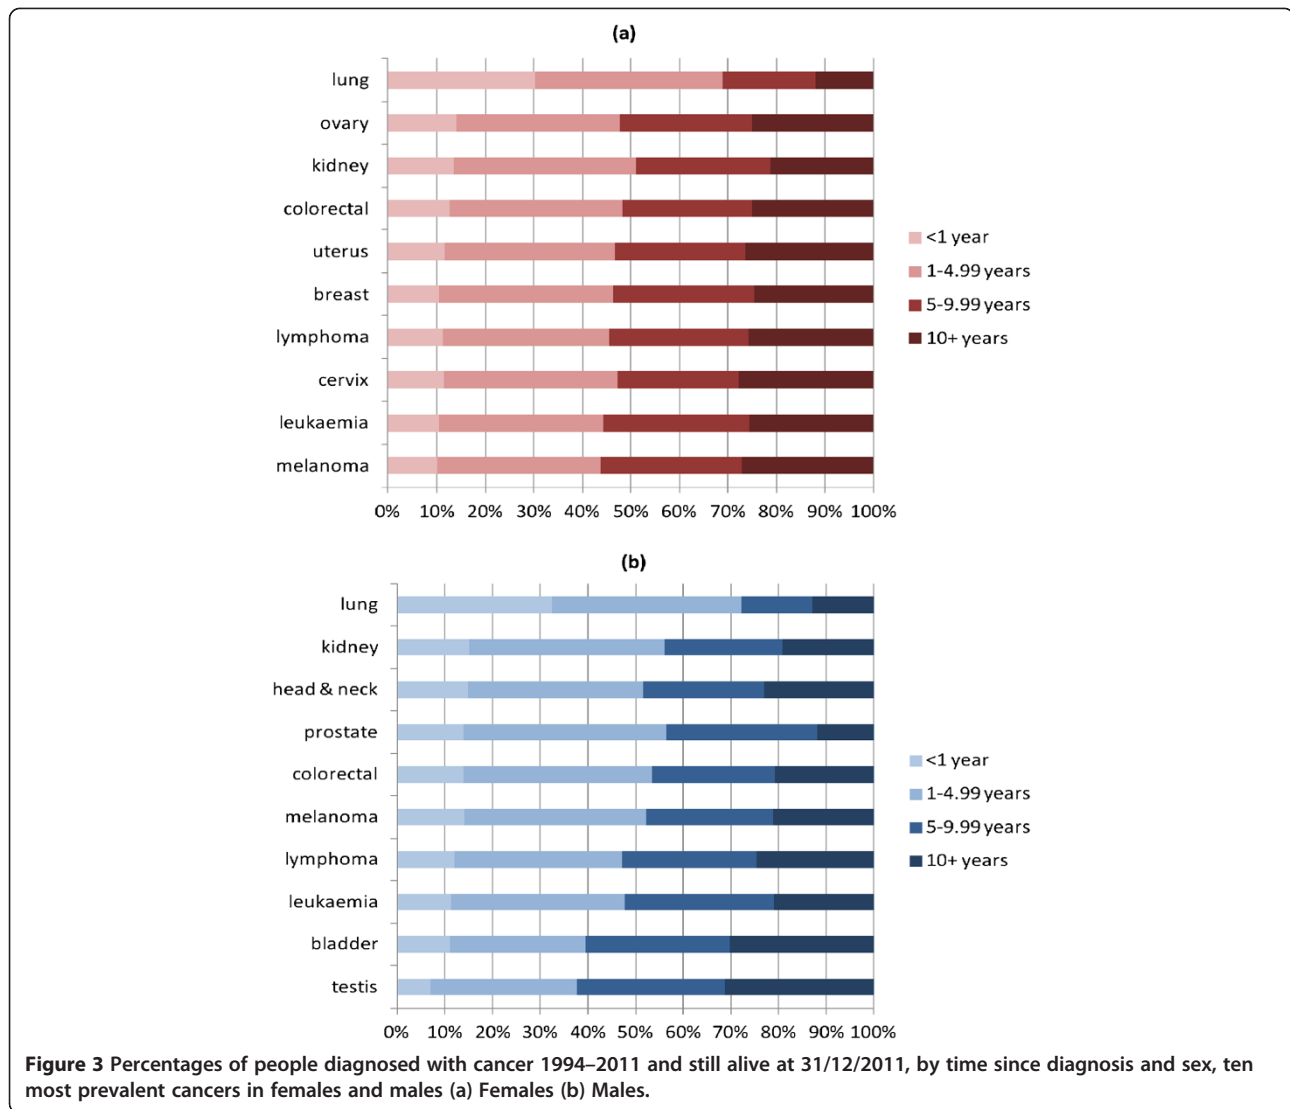 (a)
lung
ovary
kidney
colorectal
uterus
breast
lymphoma
cervix
leukaemia
melanoma
0% 10% 20% 30% 40% 50% 60% 70% 80% 90% 100%
<1 year
1-4.99 years
5-9.99 years
10+ years
(b)
lung
kidney
head & neck
prostate
colorectal
melanoma
lymphoma
leukaemia
bladder
testis
0% 10% 20% 30% 40% 50% 60% 70% 80% 90% 100%
<1 year
1-4.99 years
5-9.99 years
10+ years
Figure 3 Percentages of people diagnosed with cancer 1994–2011 and still alive at 31/12/2011, by time since diagnosis and sex, ten
most prevalent cancers in females and males (a) Females (b) Males.